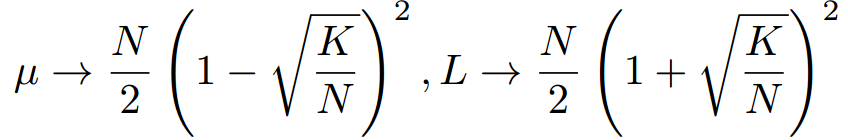 μ → N/2 (1 − √(K/N))², L → N/2 (1 + √(K/N))²